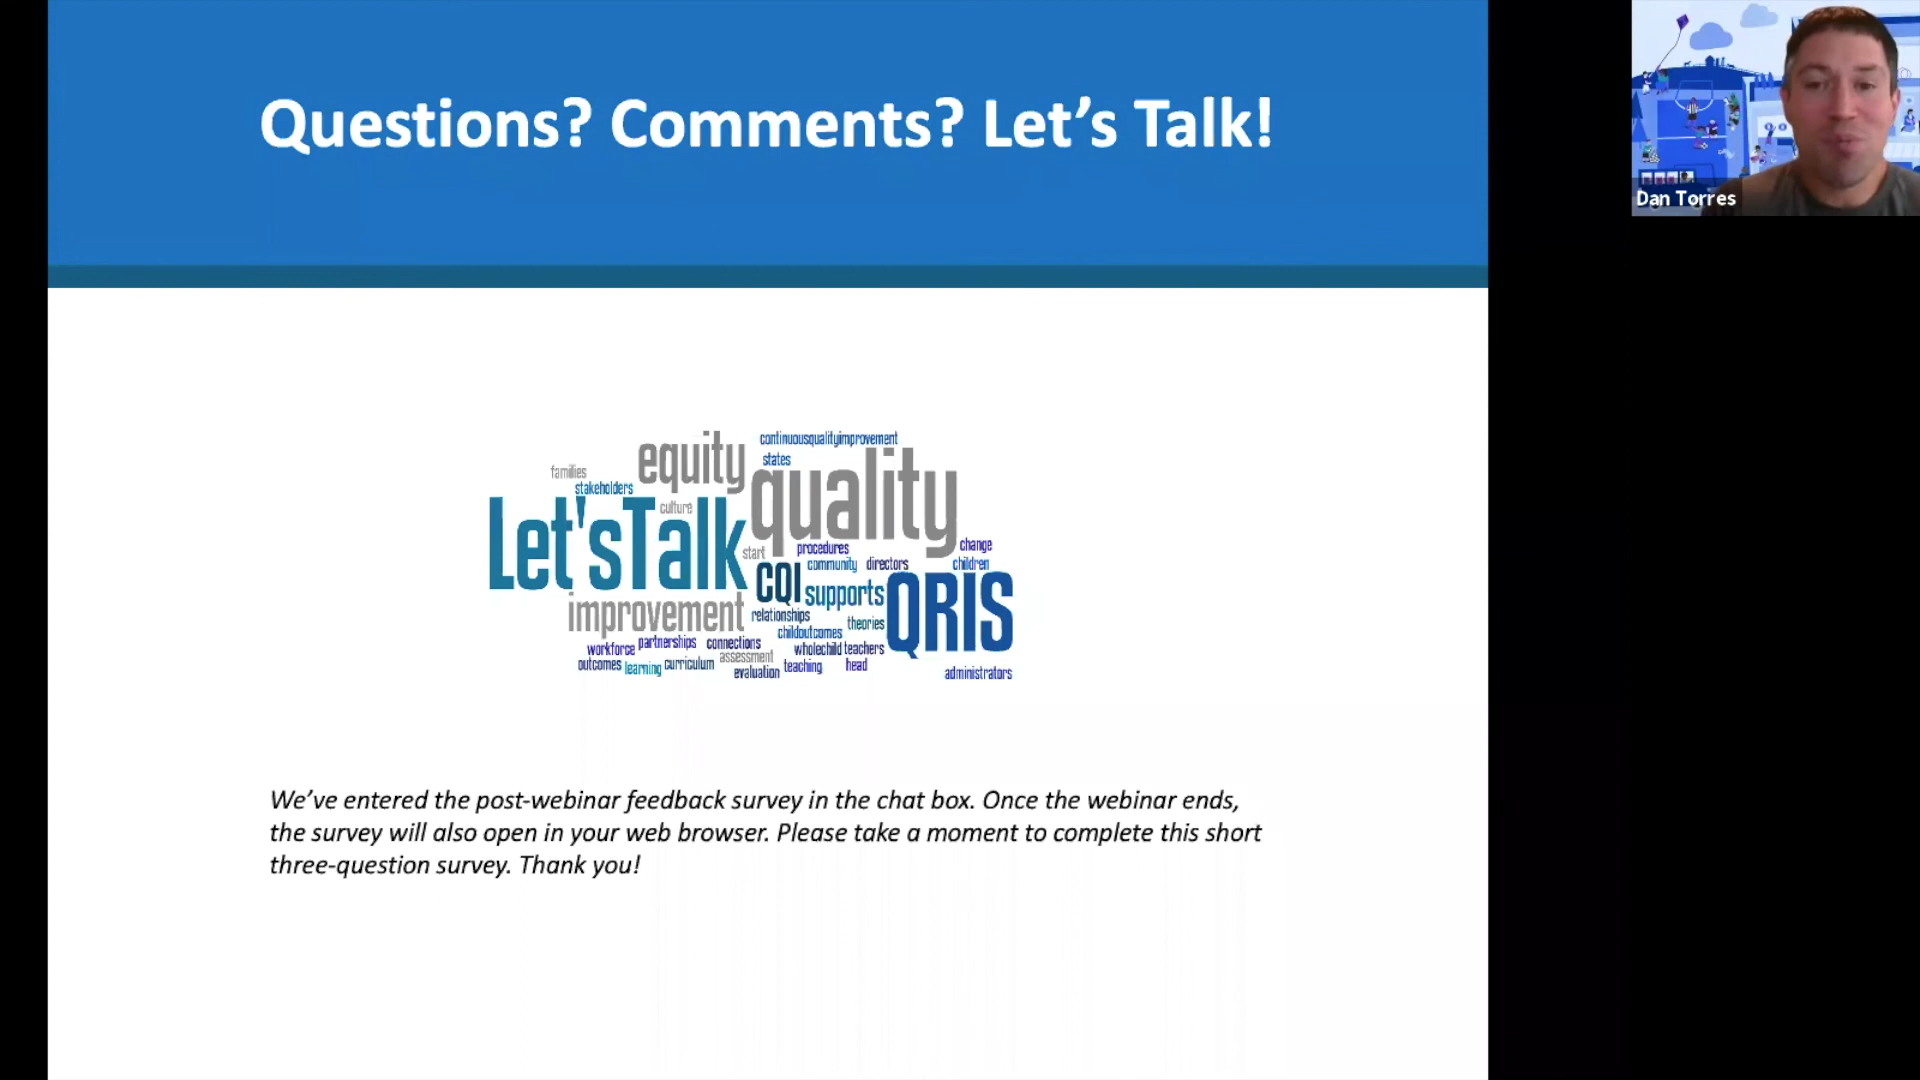 Questions? Comments? Let's Talk!
Dan Torres
continuousqualityimprovement
equity
states
families
quality
stakeholders
culture
Let'sTalk
start
procedures
change
community
directors
children
CQI
supports
QRIS
improvement
relationships
theories
childoutcomes
partnerships
connections
workforce
wholechild
teachers
assessment
outcomes
learning
curriculum
evaluation
teaching
head
administrators
We've entered the post-webinar feedback survey in the chat box. Once the webinar ends,
the survey will also open in your web browser. Please take a moment to complete this short
three-question survey. Thank you!